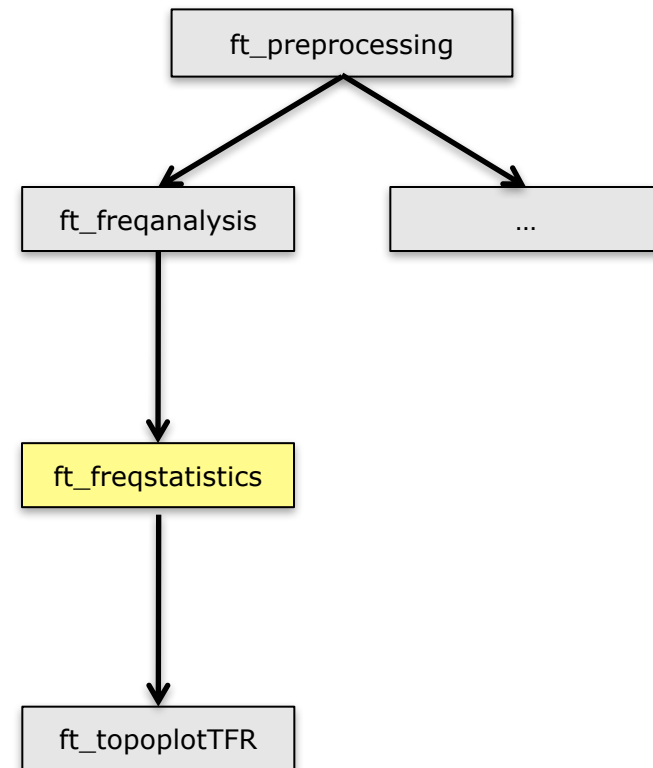 ft_preprocessing
ft_freqanalysis
…
ft_freqstatistics
ft_topoplotTFR